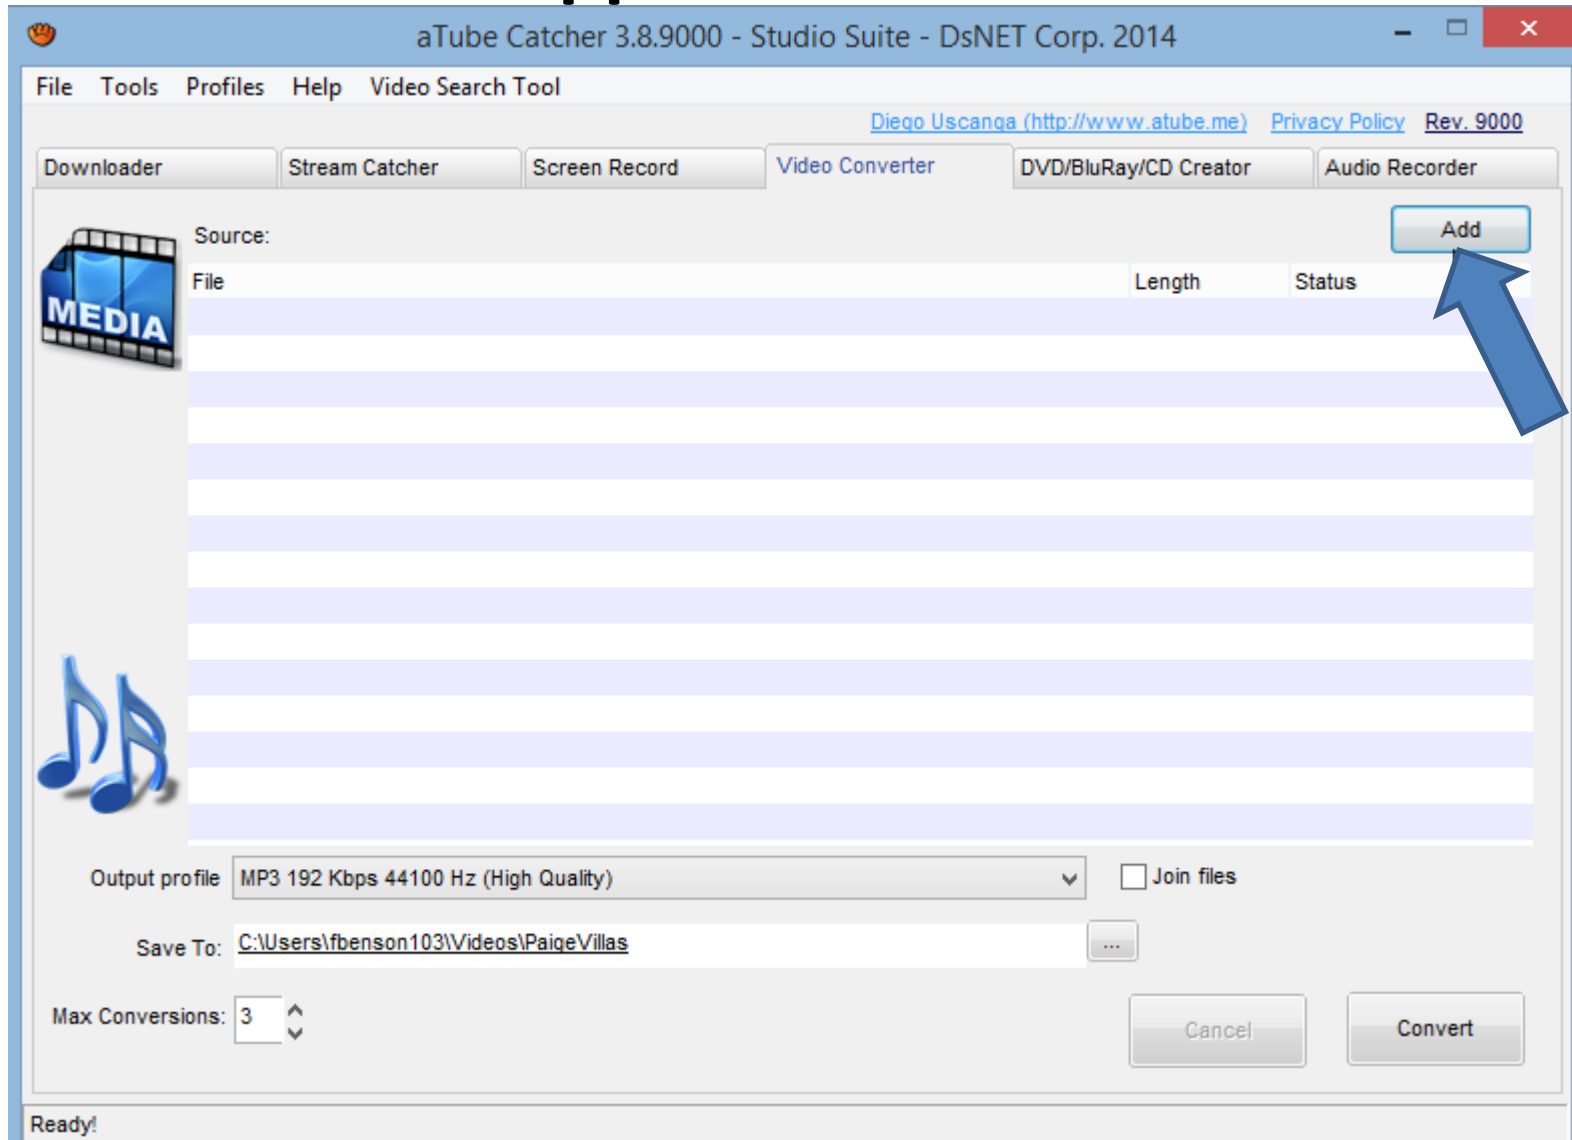 aTube Catcher 3.8.9000 - Studio Suite - DsNET Corp. 2014
File Tools Profiles Help Video Search Tool
Diego Uscanga (http://www.atube.me) Privacy Policy Rev. 9000
Downloader Stream Catcher Screen Record Video Converter DVD/BluRay/CD Creator Audio Recorder
Source: Add
File Length Status
MEDIA
Output profile MP3 192 Kbps 44100 Hz (High Quality) Join files
Save To: C:\Users\fbenson103\Videos\PaigeVillas ...
Max Conversions: 3 Cancel Convert
Ready!